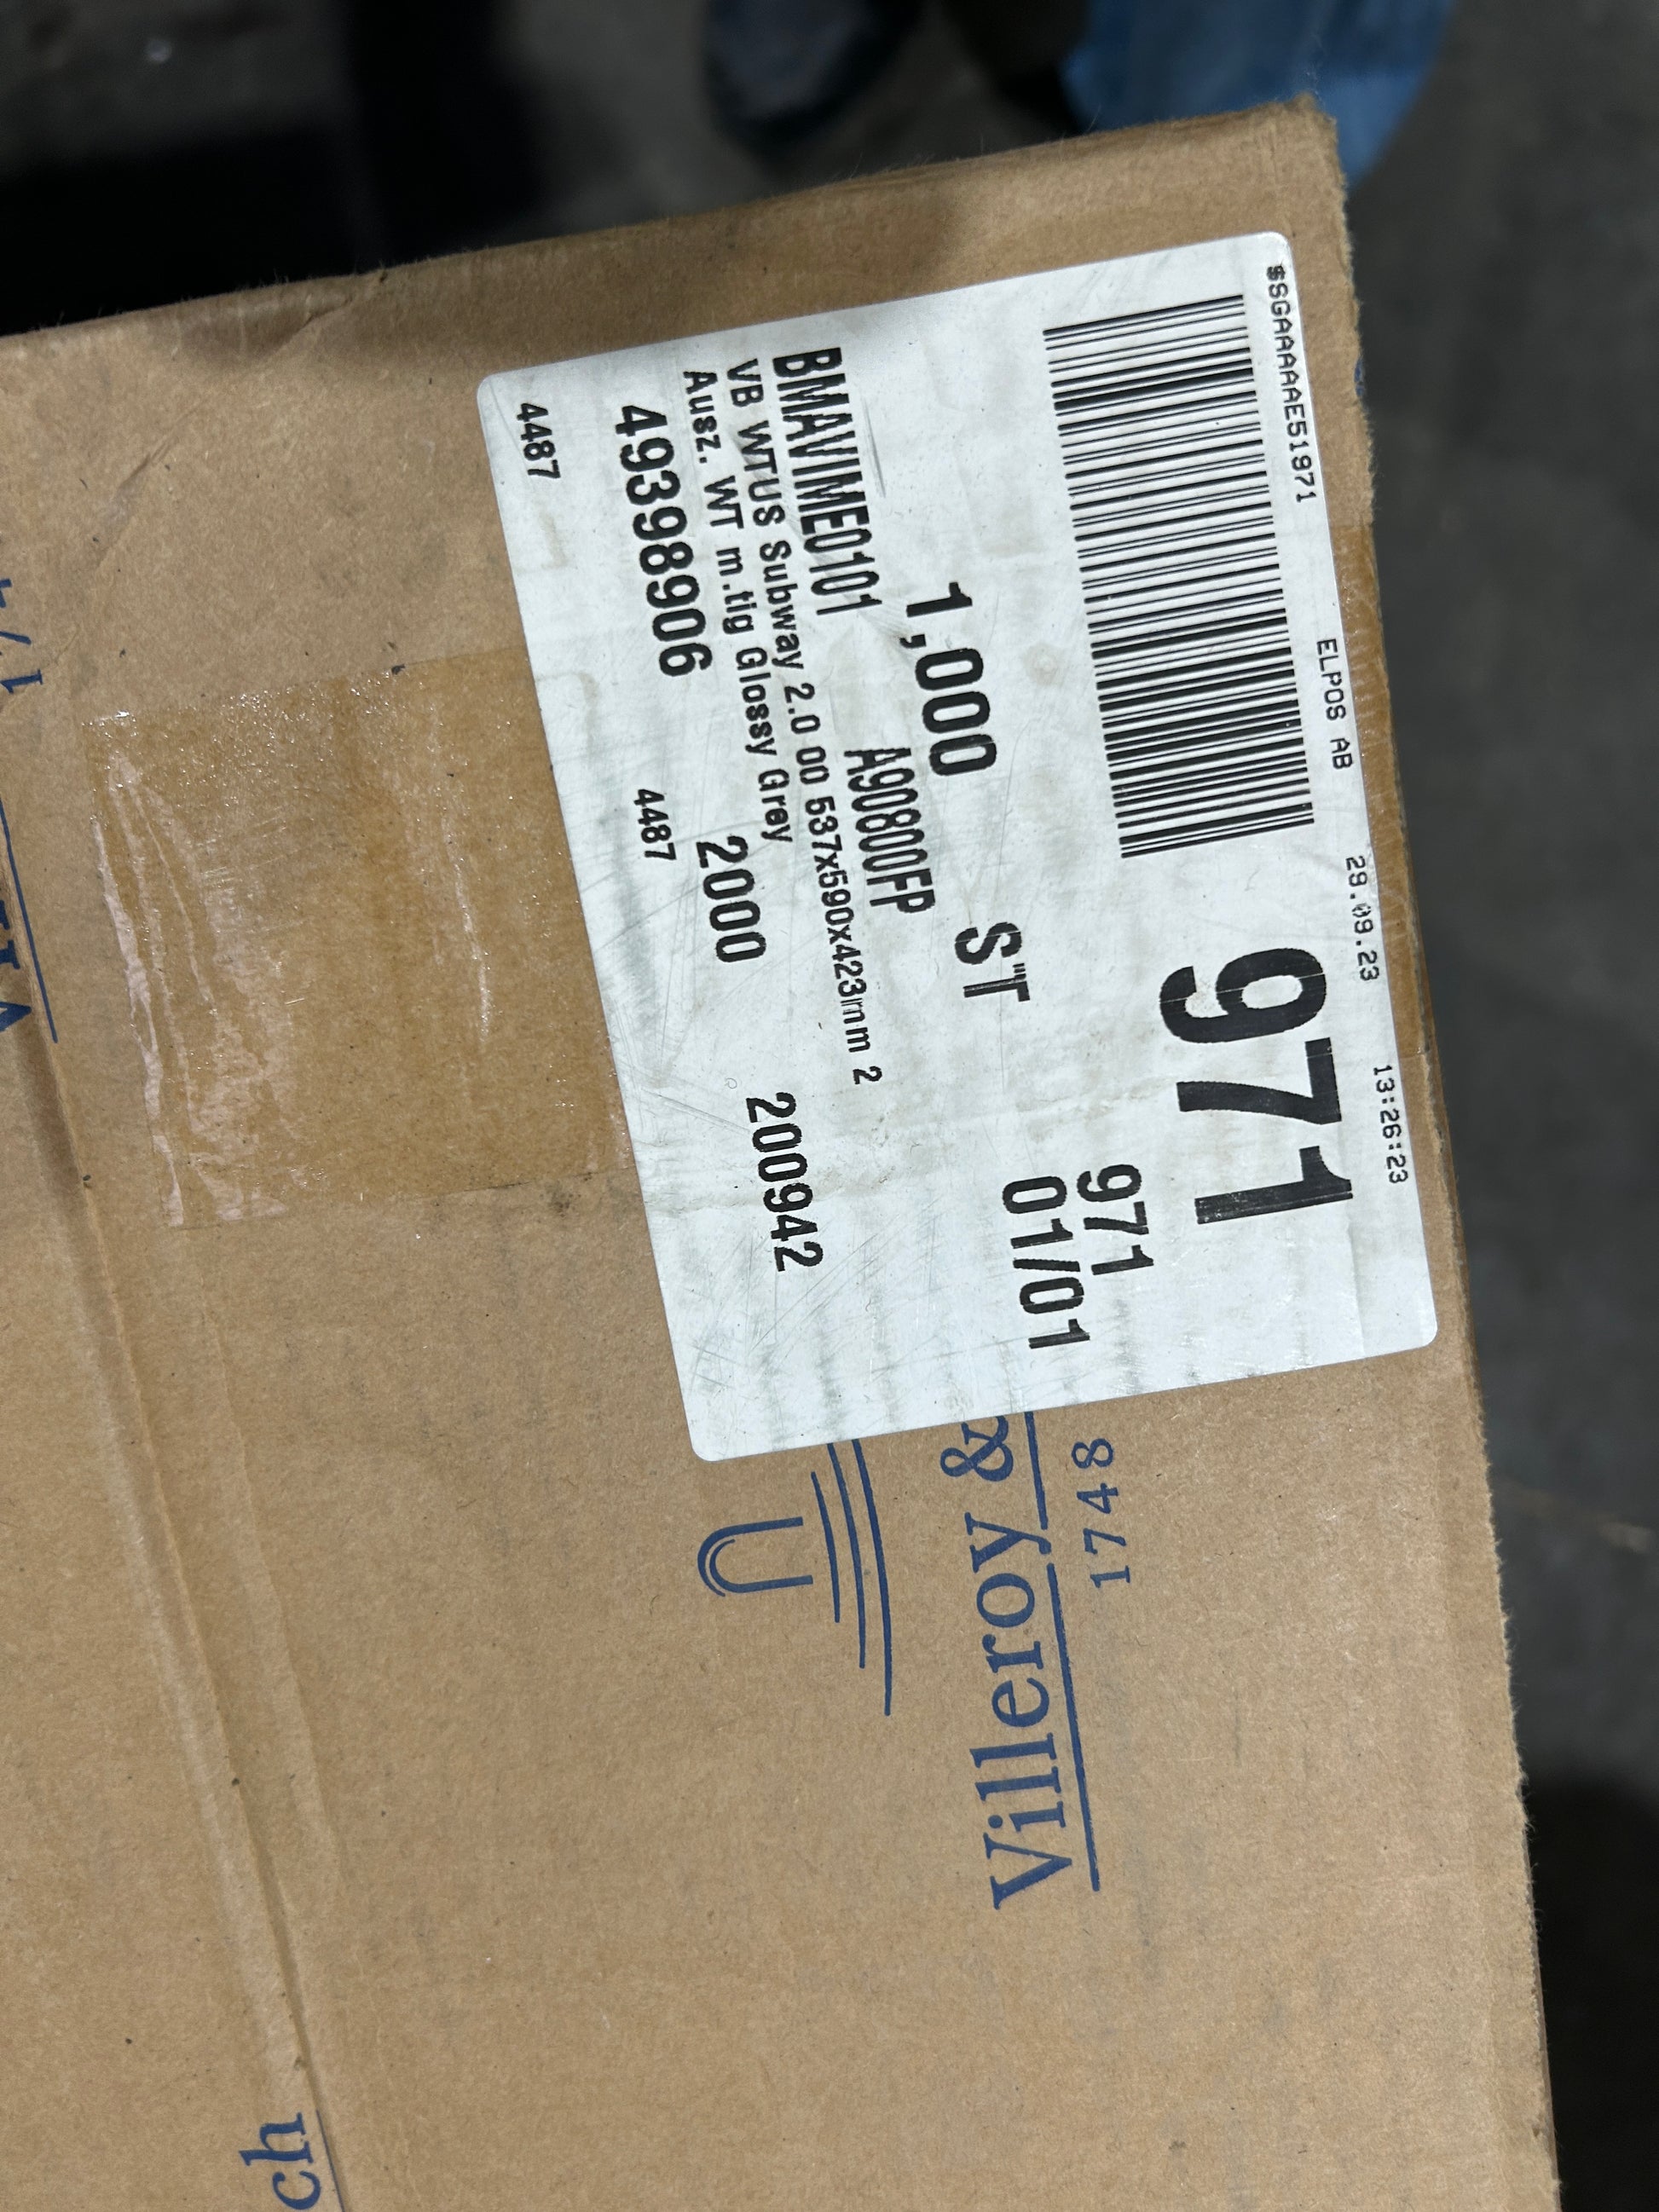 $SGAAAAAE51971 ELPOS AB 29.09.23 13:26:23
971
971
1,000 ST 01/01
BMAVIME0101 A90800FP
VB WTUS Subway 2.0 00 537x590x423mm 2
Ausz. WT m.tig Glossy Grey
49398906 2000 200942
4487 4487
Villeroy &
1748
ch